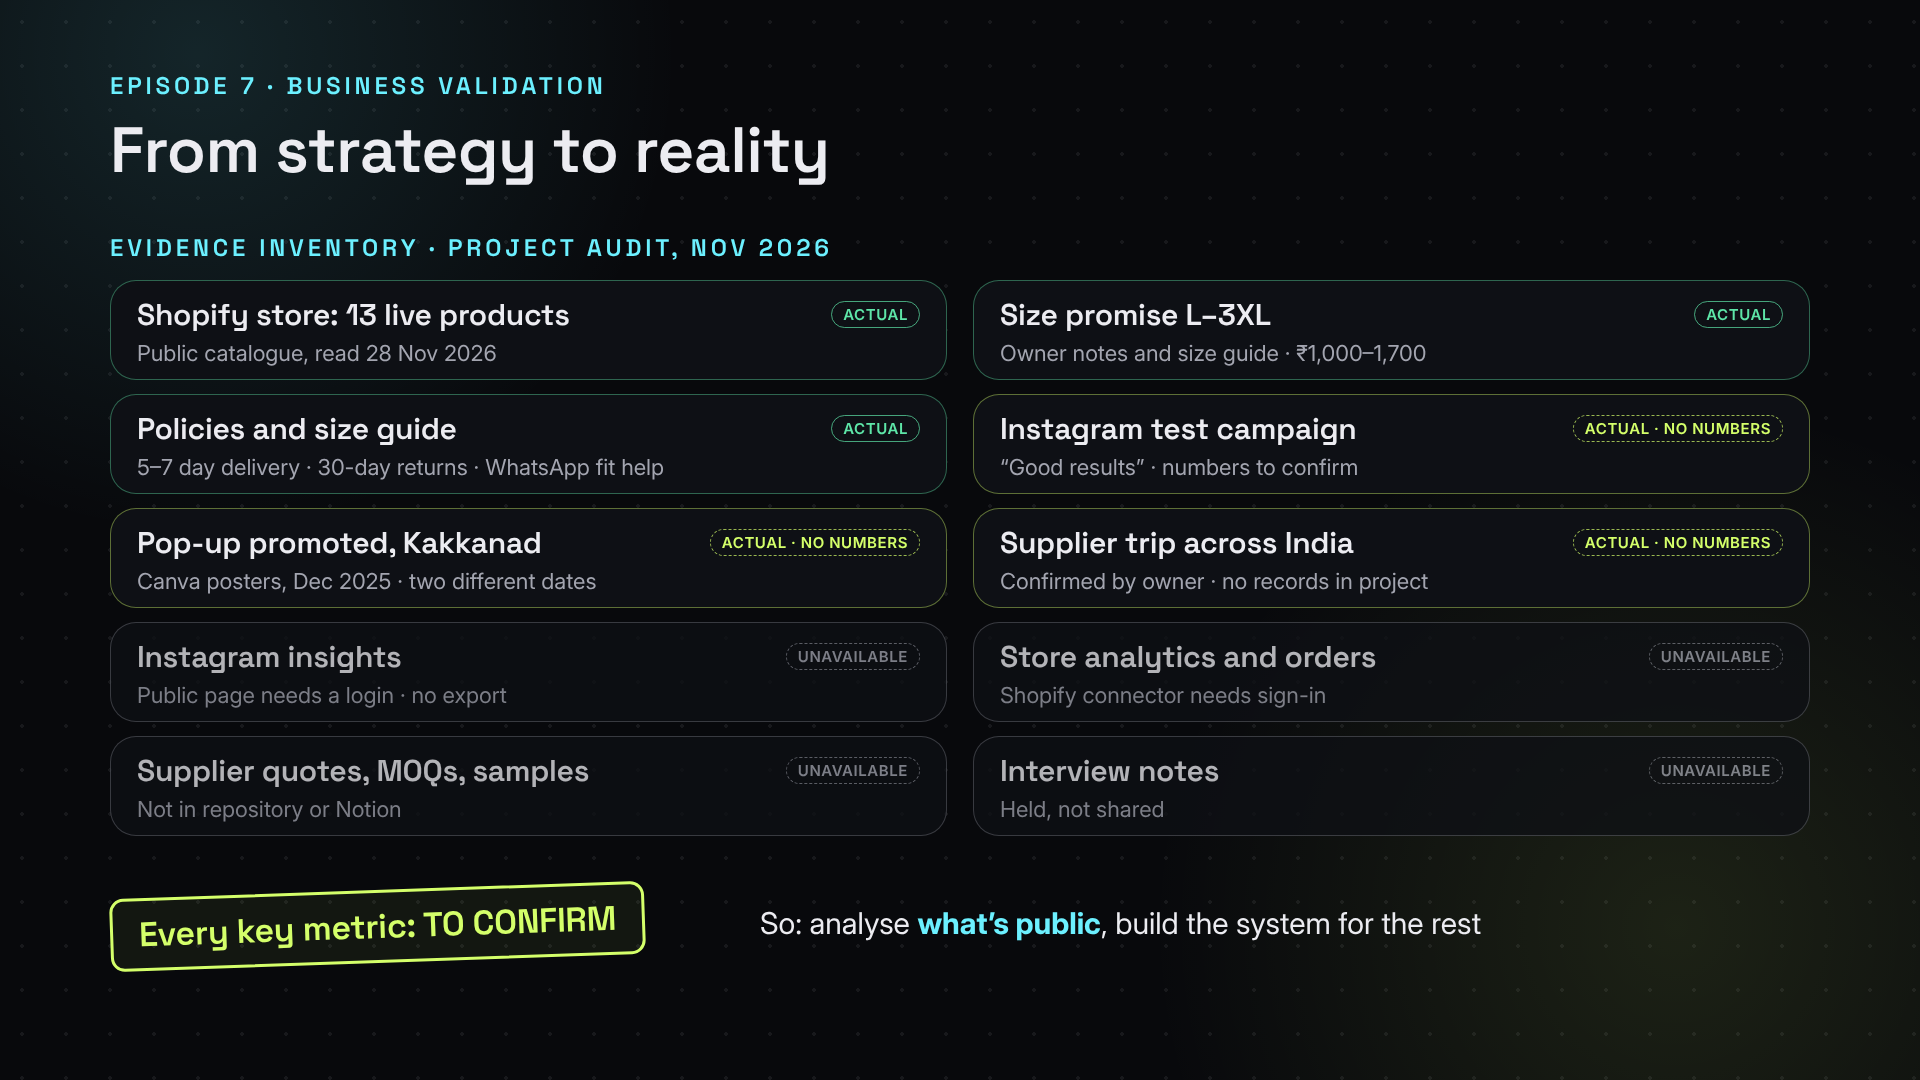 EPISODE 7 · BUSINESS VALIDATION
From strategy to reality
EVIDENCE INVENTORY · PROJECT AUDIT, NOV 2026
Shopify store: 13 live products
ACTUAL
Public catalogue, read 28 Nov 2026
Size promise L–3XL
ACTUAL
Owner notes and size guide · ₹1,000–1,700
Policies and size guide
ACTUAL
5–7 day delivery · 30-day returns · WhatsApp fit help
Instagram test campaign
ACTUAL · NO NUMBERS
“Good results” · numbers to confirm
Pop-up promoted, Kakkanad
ACTUAL · NO NUMBERS
Canva posters, Dec 2025 · two different dates
Supplier trip across India
ACTUAL · NO NUMBERS
Confirmed by owner · no records in project
Instagram insights
UNAVAILABLE
Public page needs a login · no export
Store analytics and orders
UNAVAILABLE
Shopify connector needs sign-in
Supplier quotes, MOQs, samples
UNAVAILABLE
Not in repository or Notion
Interview notes
UNAVAILABLE
Held, not shared
Every key metric: TO CONFIRM
So: analyse what’s public, build the system for the rest